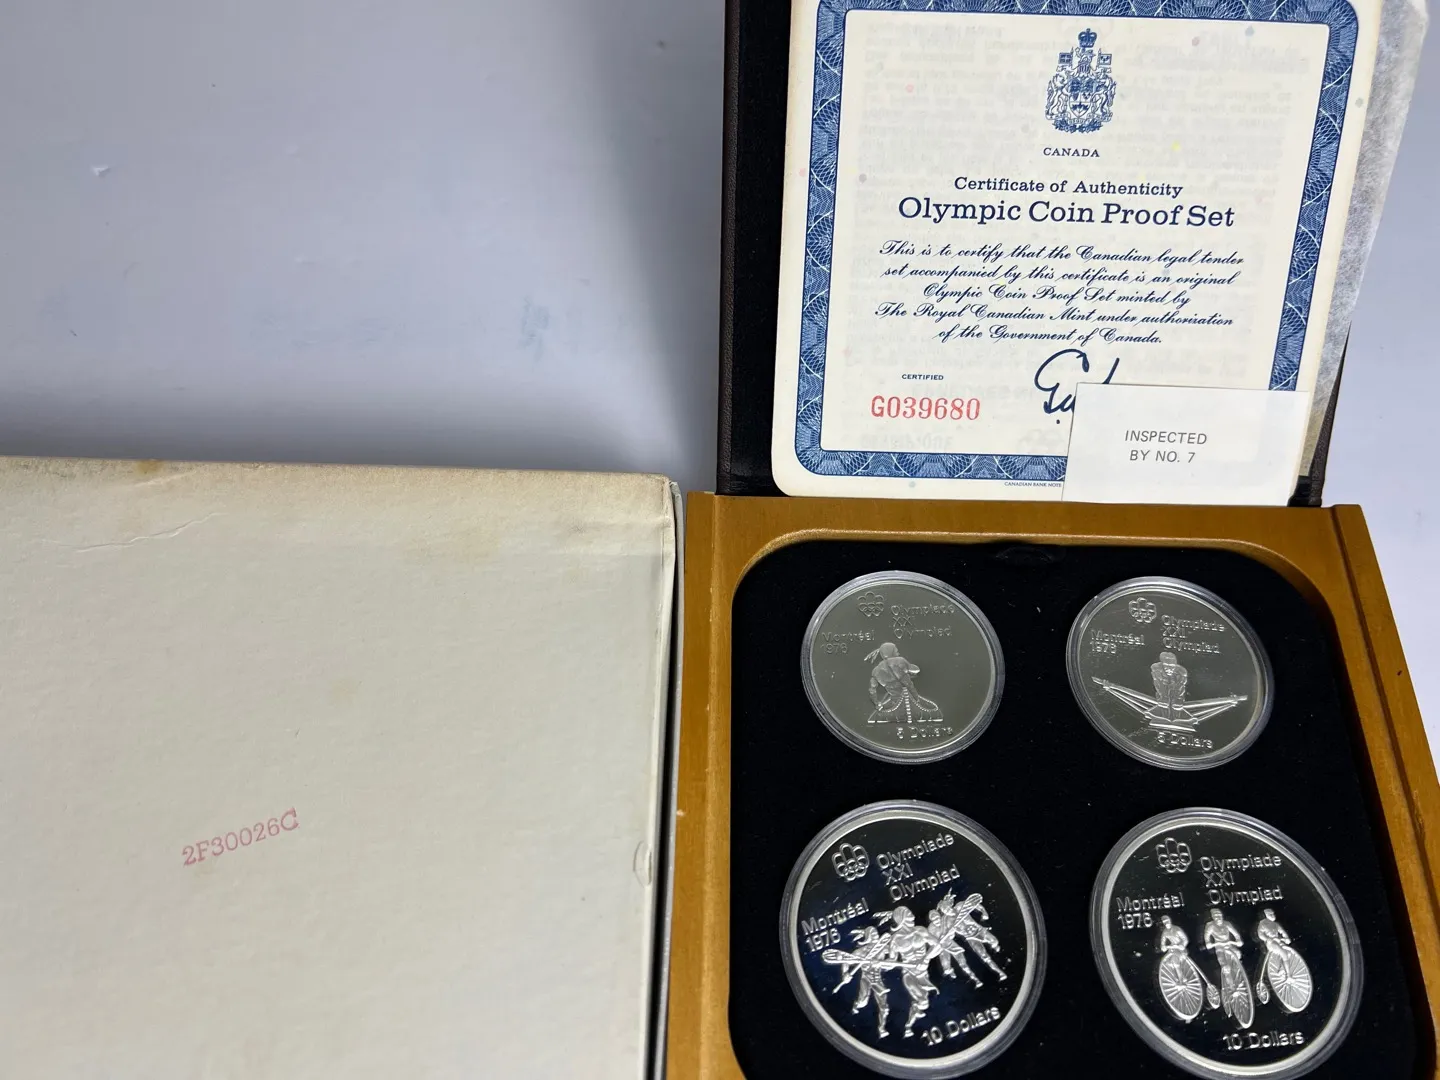 CANADA
Certificate of Authenticity
Olympic Coin Proof Set
This is to certify that the Canadian legal tender
set accompanied by this certificate is an original
Olympic Coin Proof Set minted by
The Royal Canadian Mint under authorization
of the Government of Canada.
CERTIFIED
G039680
INSPECTED
BY NO. 7
CANADIAN BANK NOTE
2F30026C
Olympiade
XXI
Olympiad
Montréal
1976
5 Dollars
Olympiade
XXI
Olympiad
Montréal
1976
5 Dollars
Olympiade
XXI
Olympiad
Montréal
1976
10 Dollars
Olympiade
XXI
Olympiad
Montréal
1976
10 Dollars